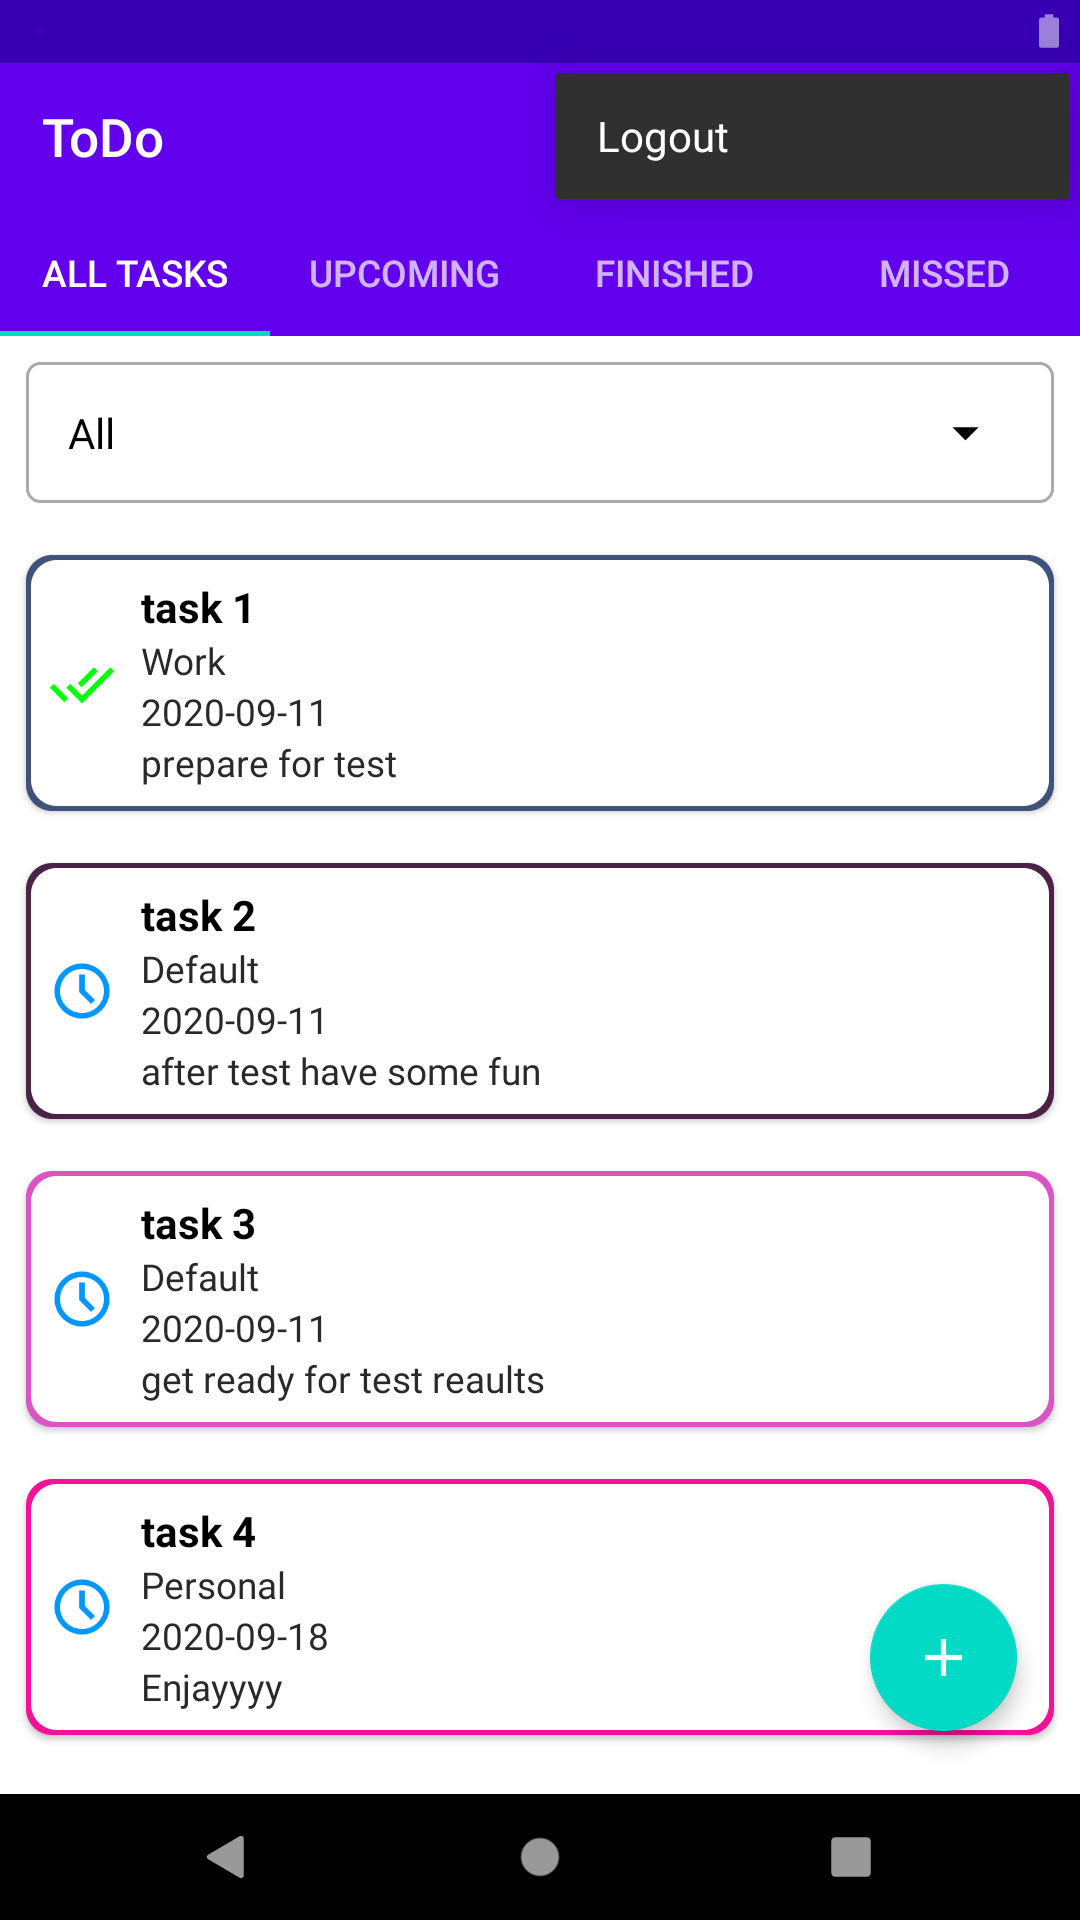 ToDo
Logout
ALL TASKS
UPCOMING
FINISHED
MISSED
All
task 1
Work
2020-09-11
prepare for test
task 2
Default
2020-09-11
after test have some fun
task 3
Default
2020-09-11
get ready for test reaults
task 4
Personal
2020-09-18
Enjayyyy